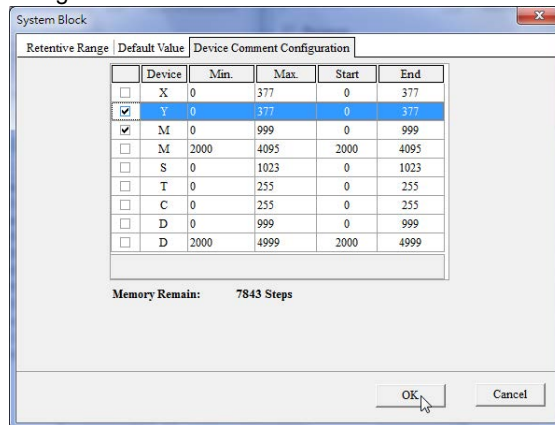 System Block
Retentive Range Default Value Device Comment Configuration
Device Min. Max. Start End
X 0 377 0 377
Y 0 377 0 377
M 0 999 0 999
M 2000 4095 2000 4095
S 0 1023 0 1023
T 0 255 0 255
C 0 255 0 255
D 0 999 0 999
D 2000 4999 2000 4999
Memory Remain: 7843 Steps
OK Cancel